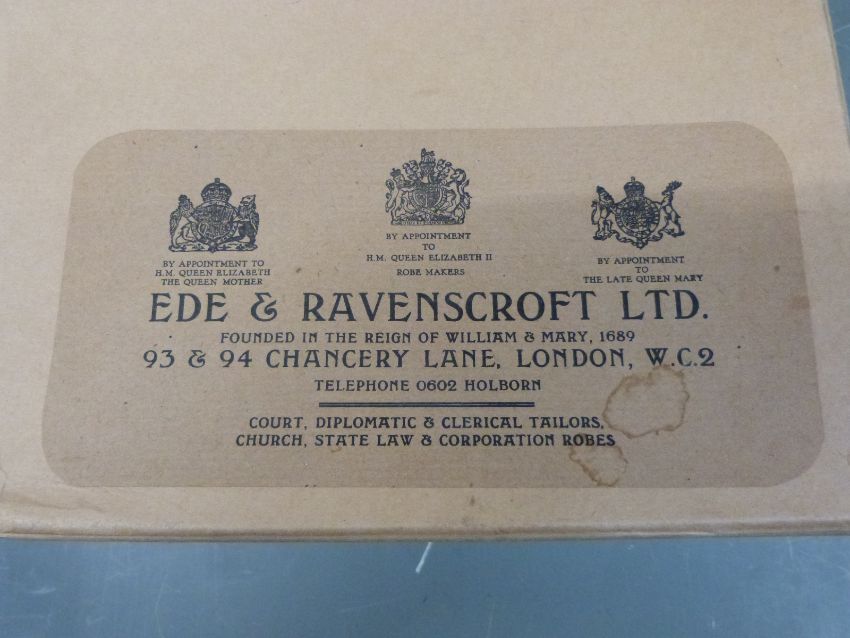 BY APPOINTMENT TO
H.M. QUEEN ELIZABETH
THE QUEEN MOTHER
BY APPOINTMENT
TO
H.M. QUEEN ELIZABETH II
ROBE MAKERS
BY APPOINTMENT
TO
THE LATE QUEEN MARY
EDE & RAVENSCROFT LTD.
FOUNDED IN THE REIGN OF WILLIAM & MARY, 1689
93 & 94 CHANCERY LANE, LONDON, W.C.2
TELEPHONE 0602 HOLBORN
COURT, DIPLOMATIC & CLERICAL TAILORS,
CHURCH, STATE LAW & CORPORATION ROBES